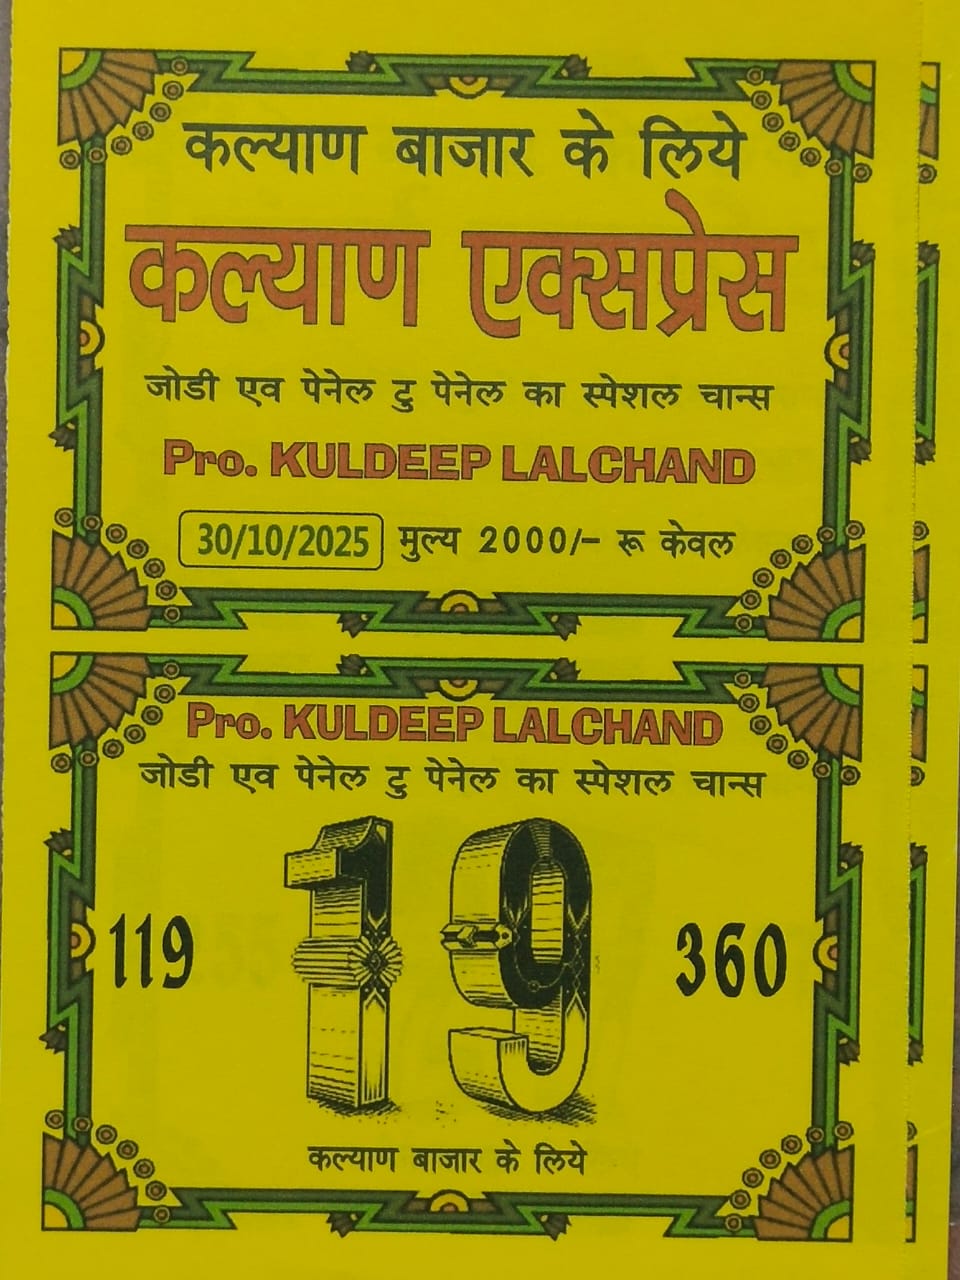 कल्याण बाजार के लिये
कल्याण एक्सप्रेस
जोडी एव पेनेल टु पेनेल का स्पेशल चान्स
Pro. KULDEEP LALCHAND
30/10/2025 मुल्य 2000/- रू केवल
Pro. KULDEEP LALCHAND
जोडी एव पेनेल टु पेनेल का स्पेशल चान्स
119 19 360
कल्याण बाजार के लिये